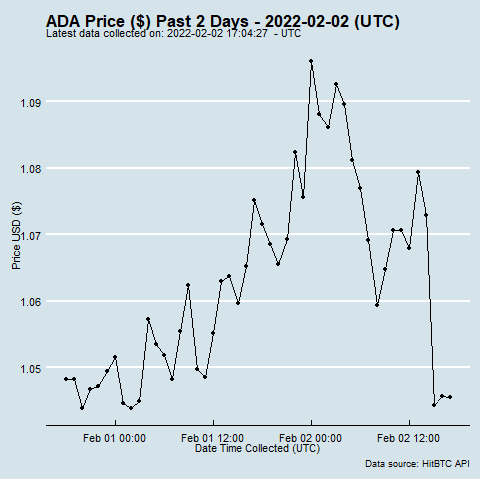 ADA Price ($) Past 2 Days - 2022-02-02 (UTC)
Latest data collected on: 2022-02-02 17:04:27 - UTC
1.09
1.08
1.07
1.06
1.05
Price USD ($)
Feb 01 00:00 Feb 01 12:00 Feb 02 00:00 Feb 02 12:00
Date Time Collected (UTC)
Data source: HitBTC API